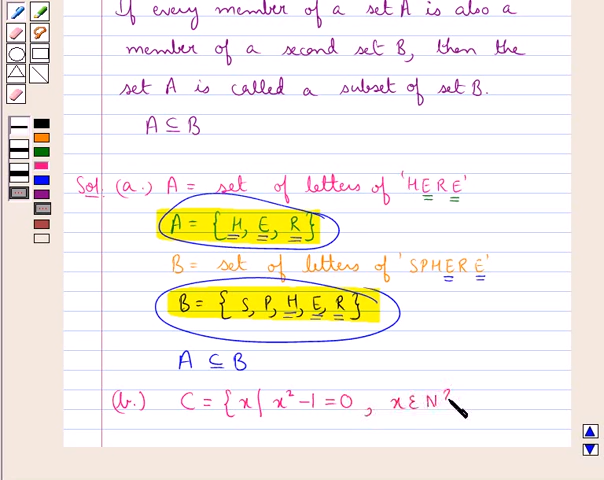 If every member of a set A is also a
member of a second set B, then the
set A is called a subset of set B.
A ⊆ B
Sol. (a.) A = set of letters of 'HERE'
A = { H, E, R }
B = set of letters of 'SPHERE'
B = { S, P, H, E, R }
A ⊆ B
(b.) C = { x | x² - 1 = 0 , x ∈ N }